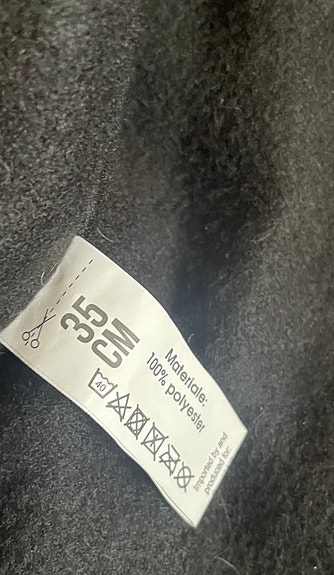 35
CM
Materiale:
100% polyester
40
Imported by and
produced for: